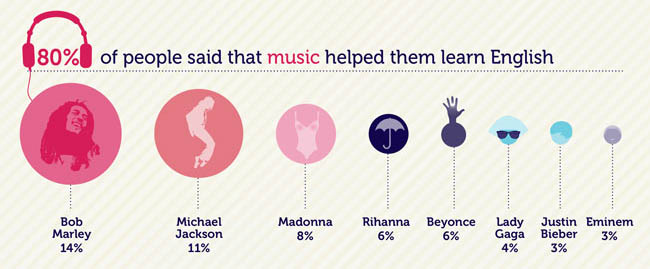 80% of people said that music helped them learn English
Bob
Marley
14%
Michael
Jackson
11%
Madonna
8%
Rihanna
6%
Beyonce
6%
Lady
Gaga
4%
Justin
Bieber
3%
Eminem
3%